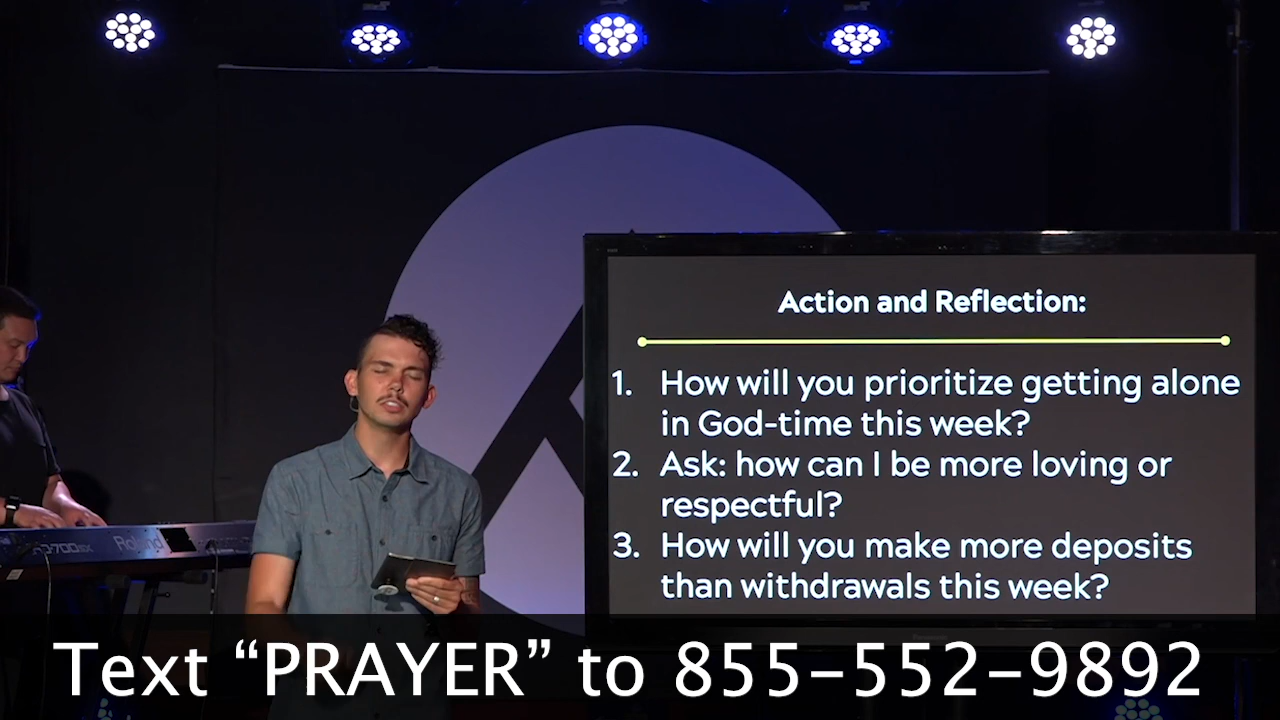 Action and Reflection:
1. How will you prioritize getting alone
in God-time this week?
2. Ask: how can I be more loving or
respectful?
3. How will you make more deposits
than withdrawals this week?
Roland
Text “PRAYER” to 855-552-9892